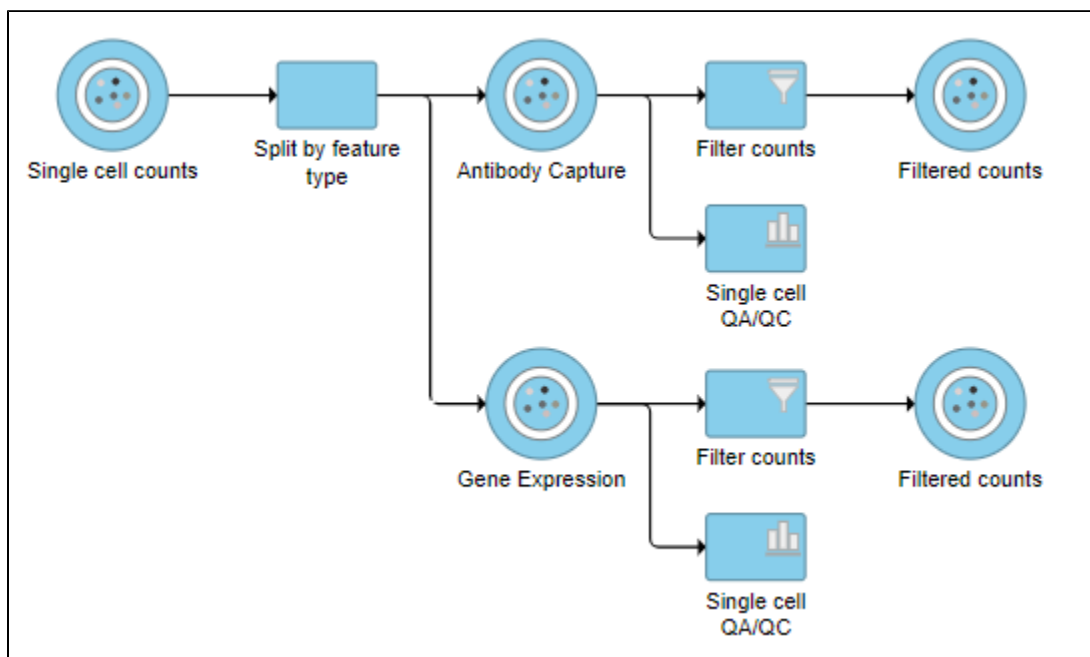 Single cell counts
Split by feature
type
Antibody Capture
Filter counts
Filtered counts
Single cell
QA/QC
Gene Expression
Filter counts
Filtered counts
Single cell
QA/QC